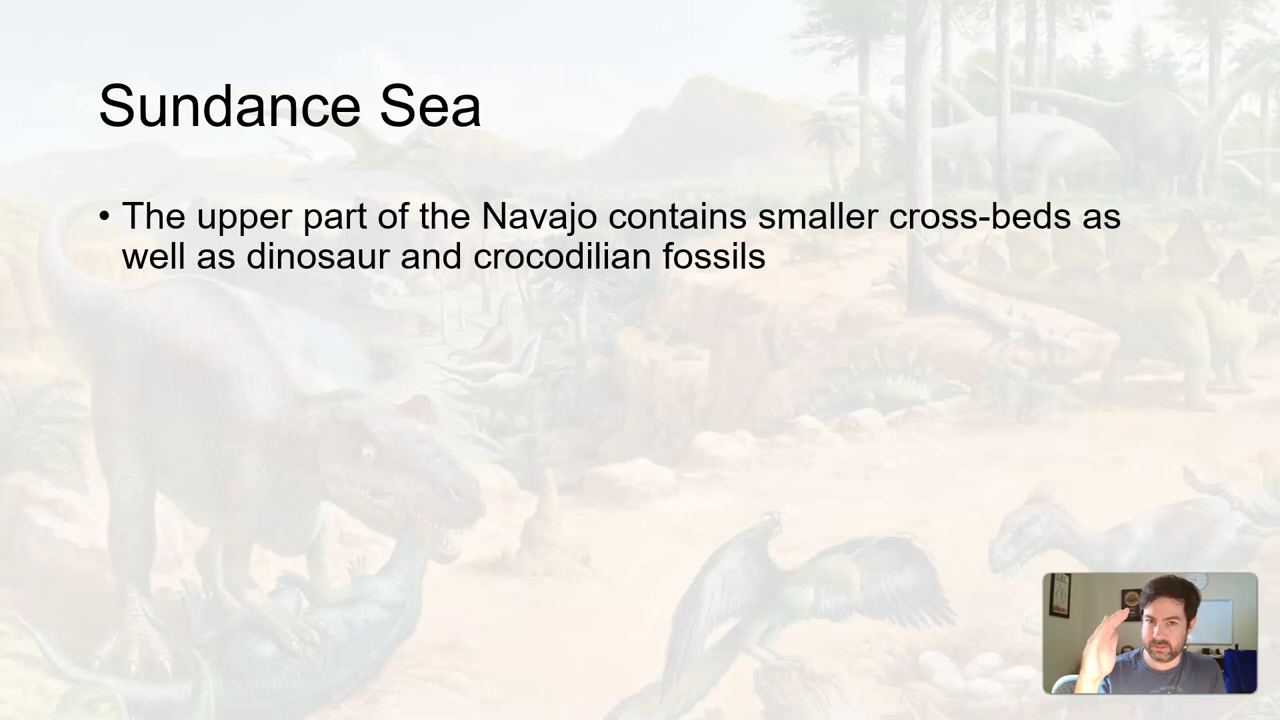 Sundance Sea
• The upper part of the Navajo contains smaller cross-beds as
well as dinosaur and crocodilian fossils